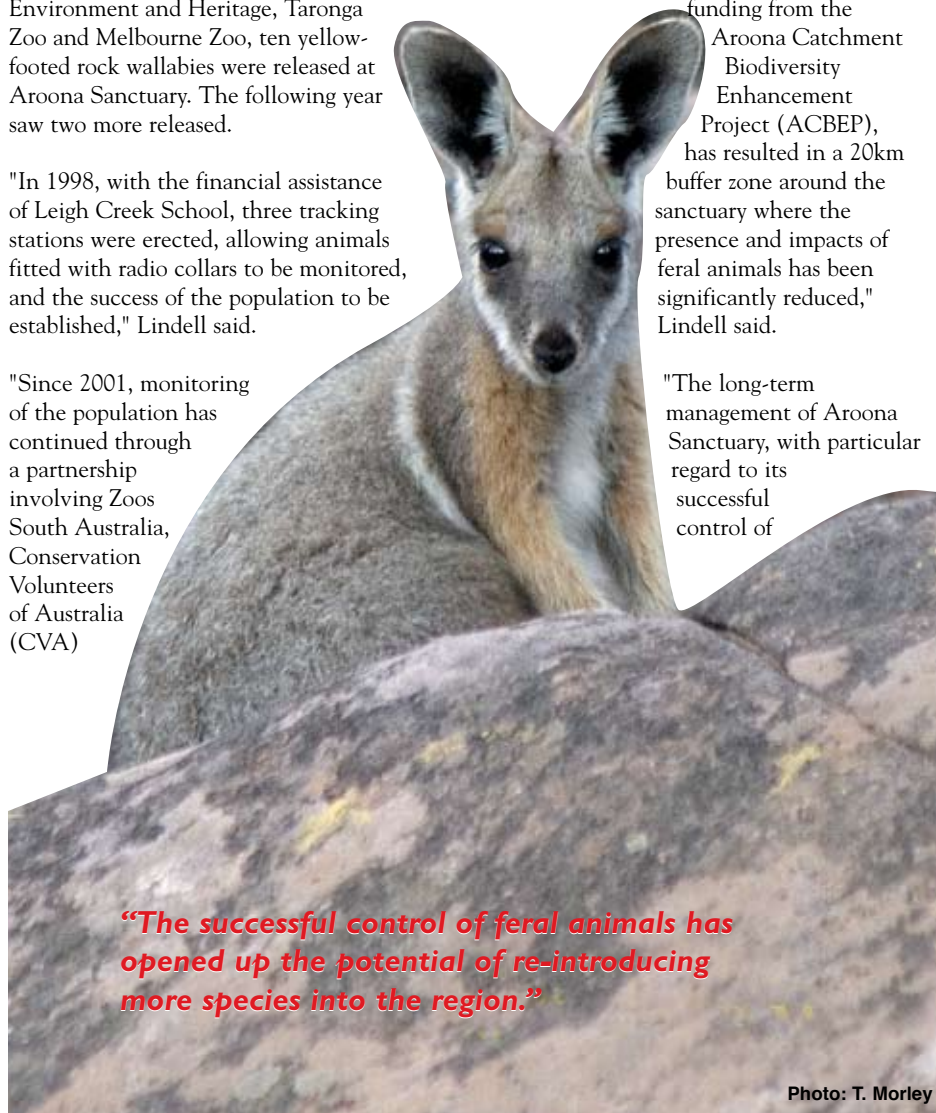 Environment and Heritage, Taronga
Zoo and Melbourne Zoo, ten yellow-
footed rock wallabies were released at
Aroona Sanctuary. The following year
saw two more released.
"In 1998, with the financial assistance
of Leigh Creek School, three tracking
stations were erected, allowing animals
fitted with radio collars to be monitored,
and the success of the population to be
established," Lindell said.
"Since 2001, monitoring
of the population has
continued through
a partnership
involving Zoos
South Australia,
Conservation
Volunteers
of Australia
(CVA)
funding from the
Aroona Catchment
Biodiversity
Enhancement
Project (ACBEP),
has resulted in a 20km
buffer zone around the
sanctuary where the
presence and impacts of
feral animals has been
significantly reduced,"
Lindell said.
"The long-term
management of Aroona
Sanctuary, with particular
regard to its
successful
control of
“The successful control of feral animals has
opened up the potential of re-introducing
more species into the region.”
Photo: T. Morley